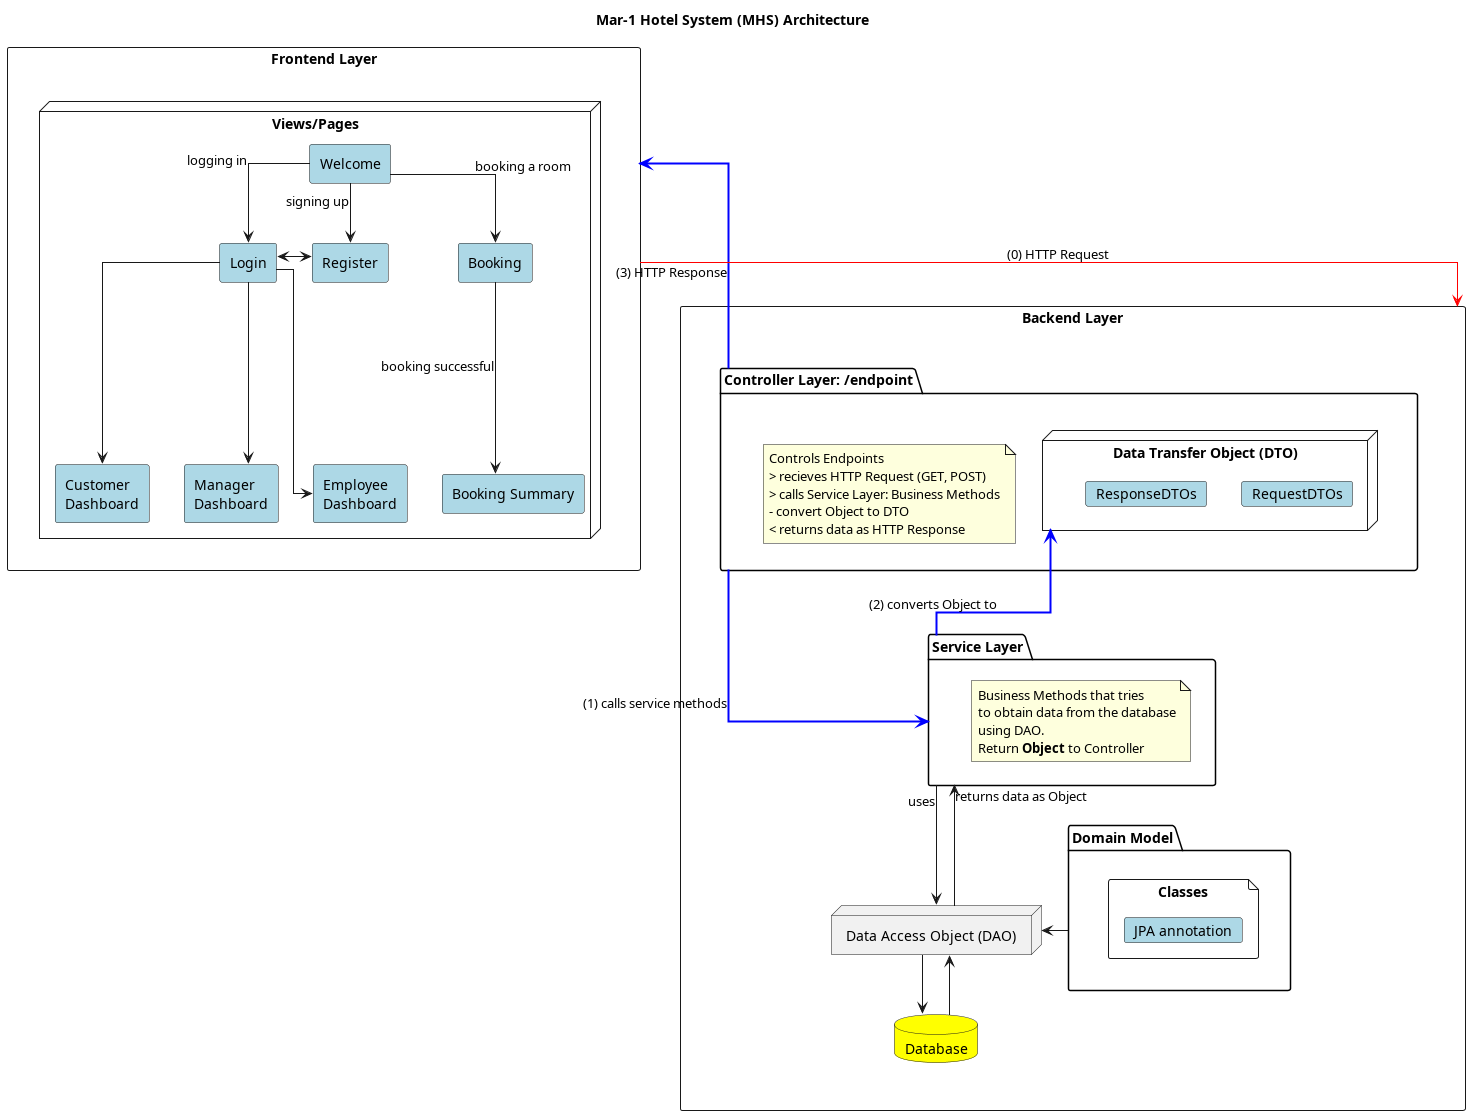 Mar-1 Hotel System (MHS) Architecture
Frontend Layer
Views/Pages
Welcome
logging in
signing up
booking a room
Login
Register
Booking
booking successful
Customer
Dashboard
Manager
Dashboard
Employee
Dashboard
Booking Summary
(0) HTTP Request
(3) HTTP Response
Backend Layer
Controller Layer: /endpoint
Controls Endpoints
> recieves HTTP Request (GET, POST)
> calls Service Layer: Business Methods
- convert Object to DTO
< returns data as HTTP Response
Data Transfer Object (DTO)
ResponseDTOs
RequestDTOs
(2) converts Object to
(1) calls service methods
Service Layer
Business Methods that tries
to obtain data from the database
using DAO.
Return Object to Controller
uses
returns data as Object
Domain Model
Classes
JPA annotation
Data Access Object (DAO)
Database